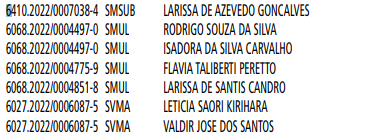 6410.2022/0007038-4 SMSUB LARISSA DE AZEVEDO GONCALVES
6068.2022/0004497-0 SMUL RODRIGO SOUZA DA SILVA
6068.2022/0004497-0 SMUL ISADORA DA SILVA CARVALHO
6068.2022/0004775-9 SMUL FLAVIA TALIBERTI PERETTO
6068.2022/0004851-8 SMUL LARISSA DE SANTIS CANDRO
6027.2022/0006087-5 SVMA LETICIA SAORI KIRIHARA
6027.2022/0006087-5 SVMA VALDIR JOSE DOS SANTOS